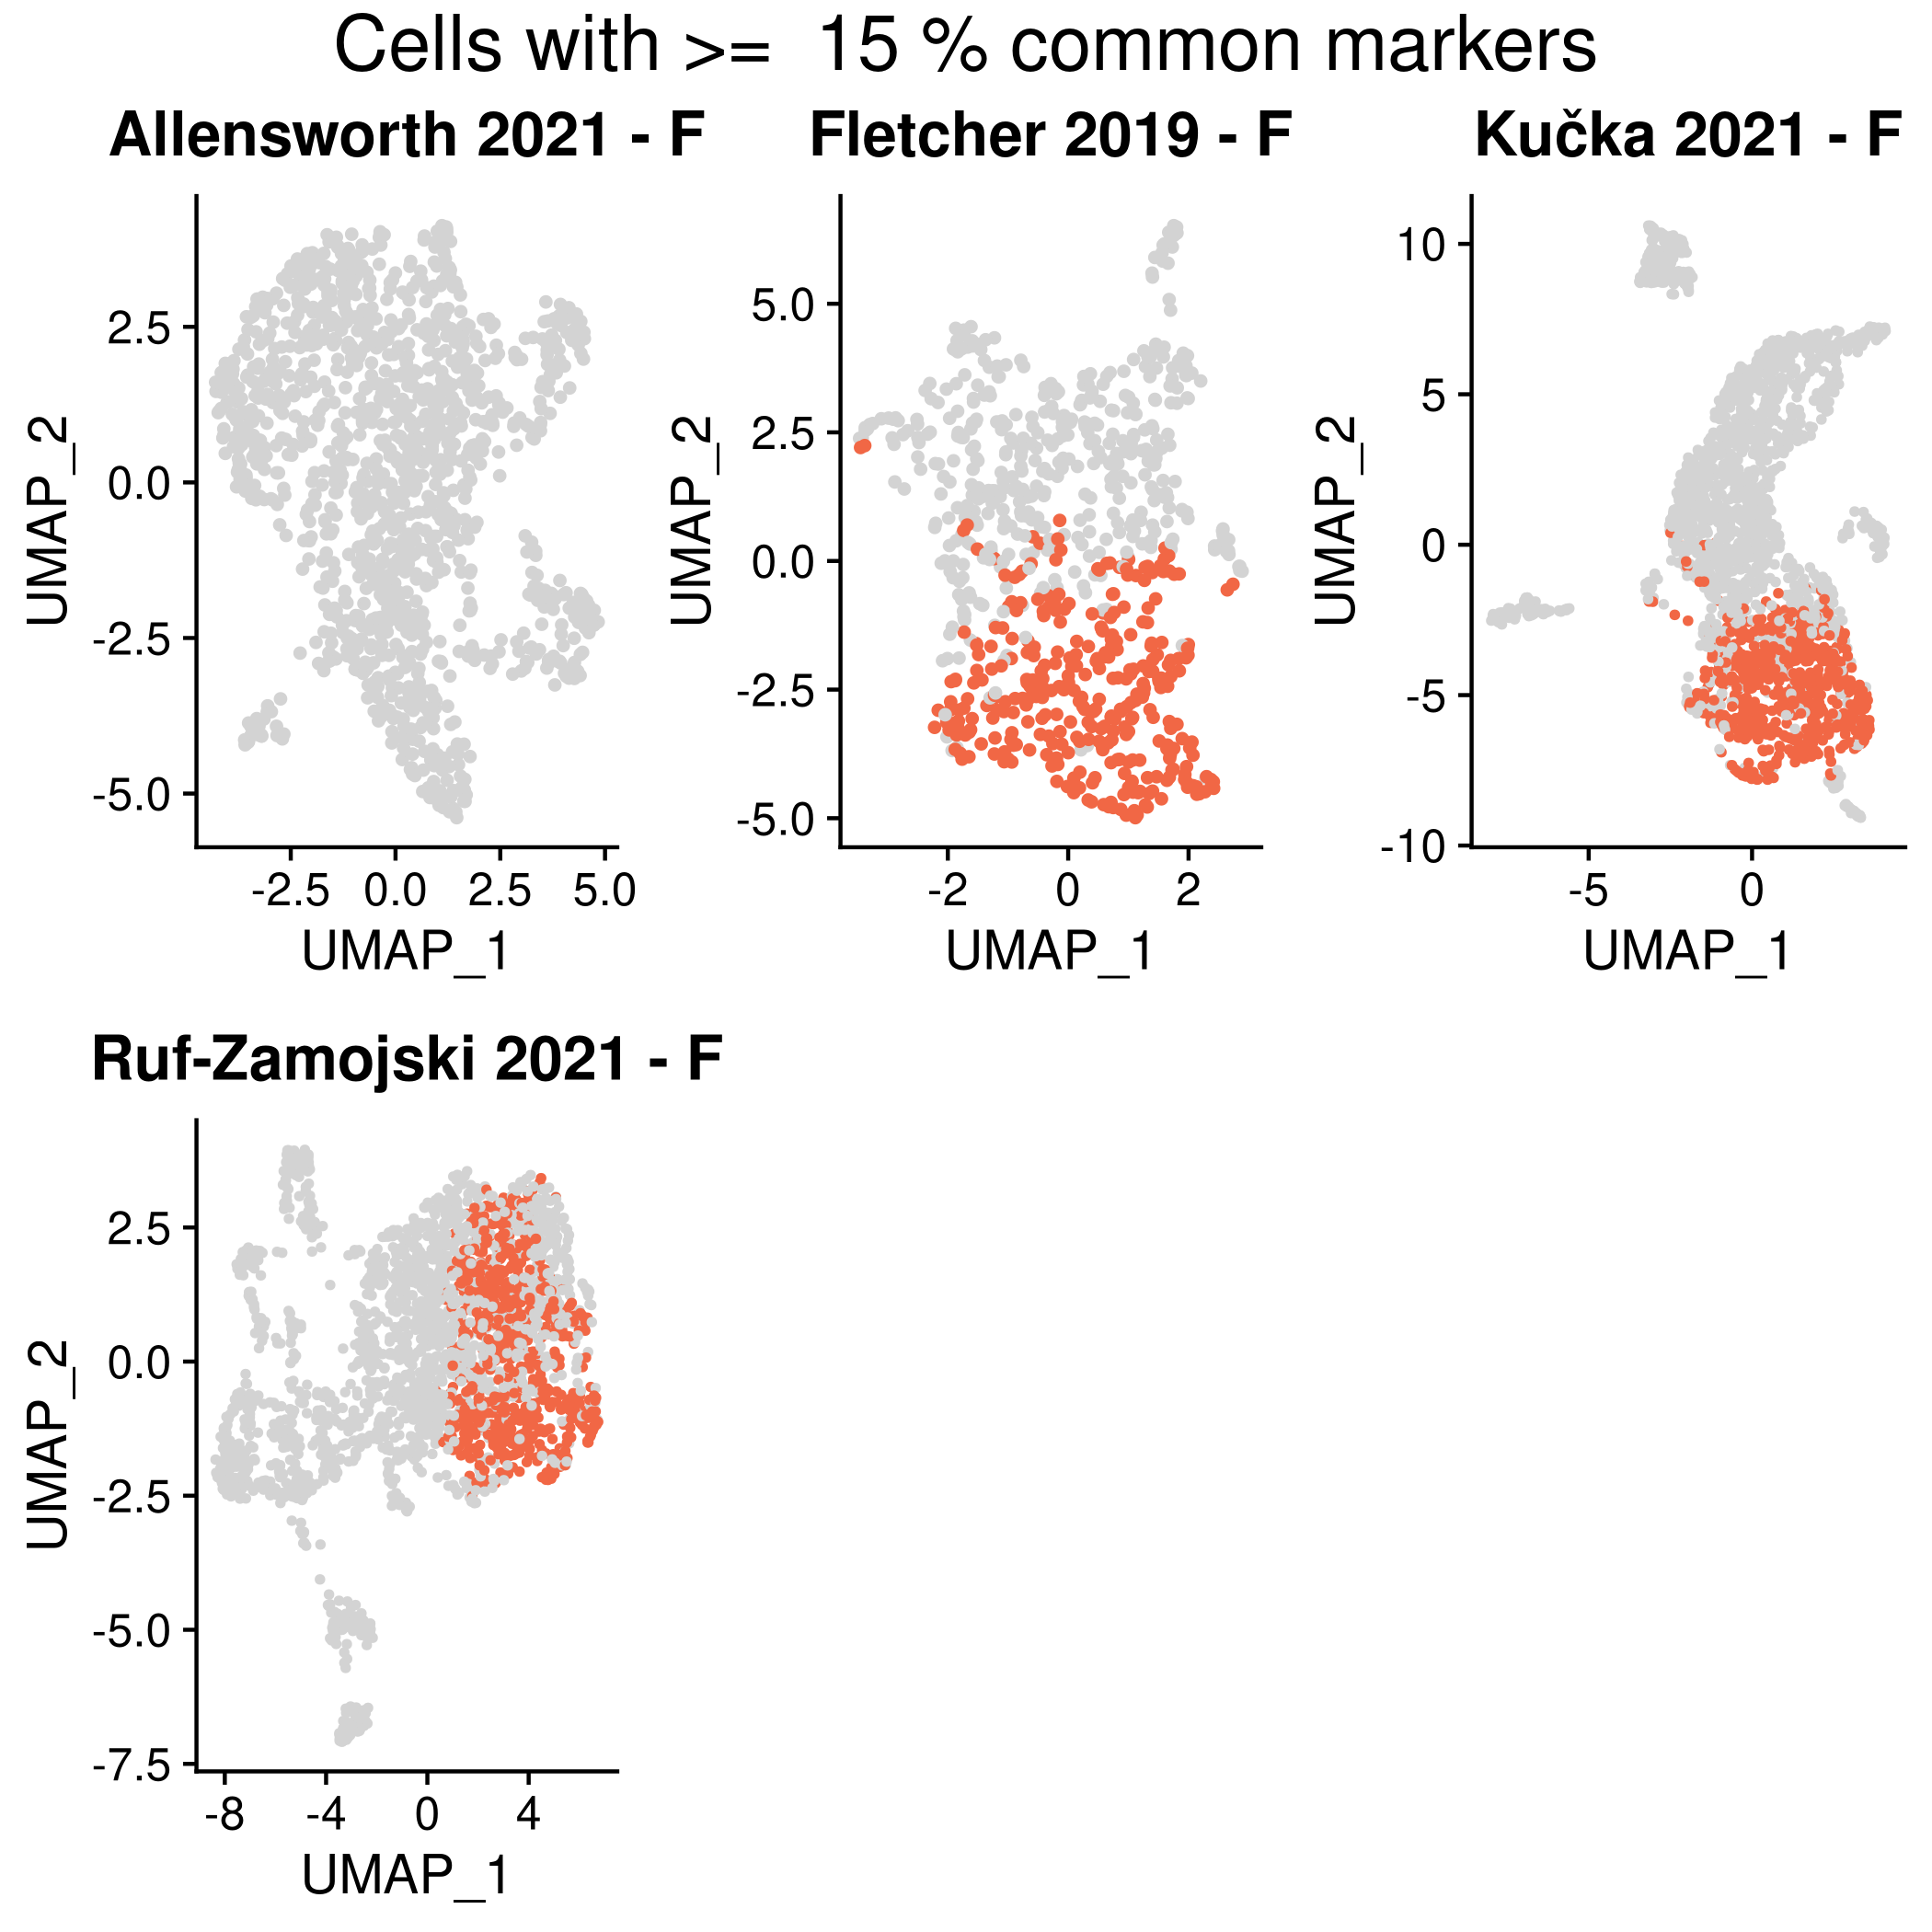 Cells with >=  15 % common markers
Allensworth 2021 - F
2.5
0.0
-2.5
-5.0
UMAP_2
-2.5 0.0 2.5 5.0
UMAP_1
Fletcher 2019 - F
5.0
2.5
0.0
-2.5
-5.0
UMAP_2
-2 0 2
UMAP_1
Kučka 2021 - F
10
5
0
-5
-10
UMAP_2
-5 0
UMAP_1
Ruf-Zamojski 2021 - F
2.5
0.0
-2.5
-5.0
-7.5
UMAP_2
-8 -4 0 4
UMAP_1